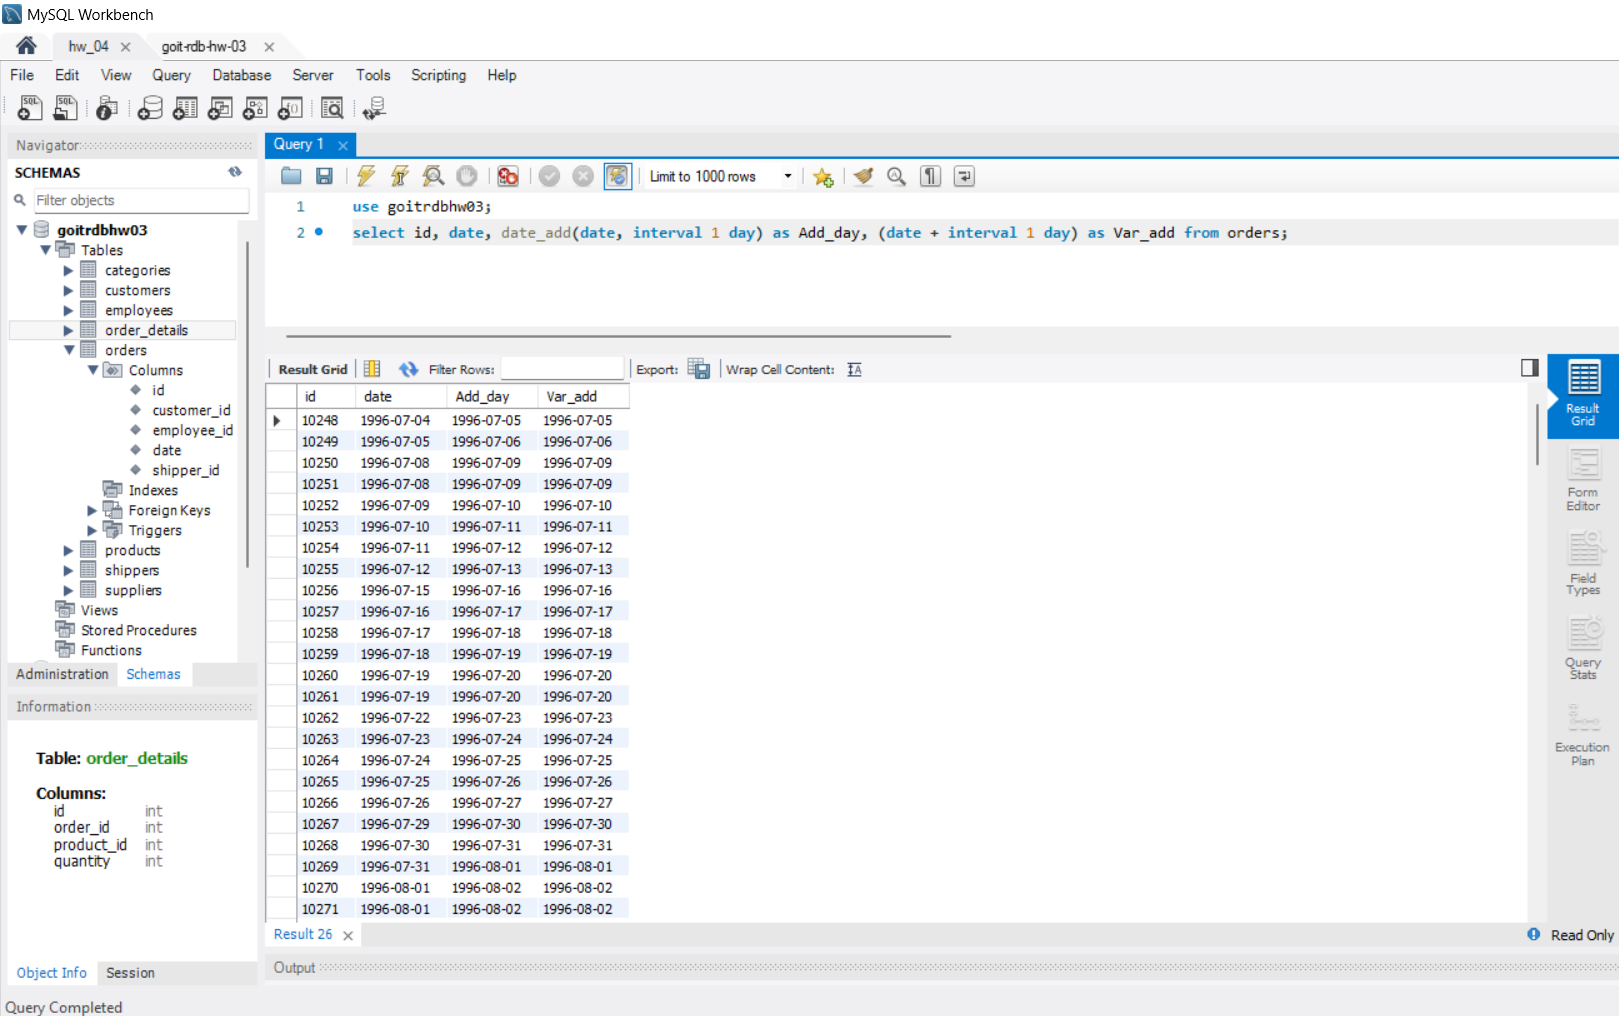 MySQL Workbench
hw_04
goit-rdb-hw-03
File Edit View Query Database Server Tools Scripting Help
Navigator
SCHEMAS
Filter objects
goitrdbhw03
Tables
categories
customers
employees
order_details
orders
Columns
id
customer_id
employee_id
date
shipper_id
Indexes
Foreign Keys
Triggers
products
shippers
suppliers
Views
Stored Procedures
Functions
Administration Schemas
Information
Table: order_details
Columns:
id int
order_id int
product_id int
quantity int
Object Info Session
Query 1
Limit to 1000 rows
1 use goitrdbhw03;
2 select id, date, date_add(date, interval 1 day) as Add_day, (date + interval 1 day) as Var_add from orders;
Result Grid Filter Rows: Export: Wrap Cell Content:
id date Add_day Var_add
10248 1996-07-04 1996-07-05 1996-07-05
10249 1996-07-05 1996-07-06 1996-07-06
10250 1996-07-08 1996-07-09 1996-07-09
10251 1996-07-08 1996-07-09 1996-07-09
10252 1996-07-09 1996-07-10 1996-07-10
10253 1996-07-10 1996-07-11 1996-07-11
10254 1996-07-11 1996-07-12 1996-07-12
10255 1996-07-12 1996-07-13 1996-07-13
10256 1996-07-15 1996-07-16 1996-07-16
10257 1996-07-16 1996-07-17 1996-07-17
10258 1996-07-17 1996-07-18 1996-07-18
10259 1996-07-18 1996-07-19 1996-07-19
10260 1996-07-19 1996-07-20 1996-07-20
10261 1996-07-19 1996-07-20 1996-07-20
10262 1996-07-22 1996-07-23 1996-07-23
10263 1996-07-23 1996-07-24 1996-07-24
10264 1996-07-24 1996-07-25 1996-07-25
10265 1996-07-25 1996-07-26 1996-07-26
10266 1996-07-26 1996-07-27 1996-07-27
10267 1996-07-29 1996-07-30 1996-07-30
10268 1996-07-30 1996-07-31 1996-07-31
10269 1996-07-31 1996-08-01 1996-08-01
10270 1996-08-01 1996-08-02 1996-08-02
10271 1996-08-01 1996-08-02 1996-08-02
Result
Grid
Form
Editor
Field
Types
Query
Stats
Execution
Plan
Result 26
Read Only
Output
Query Completed